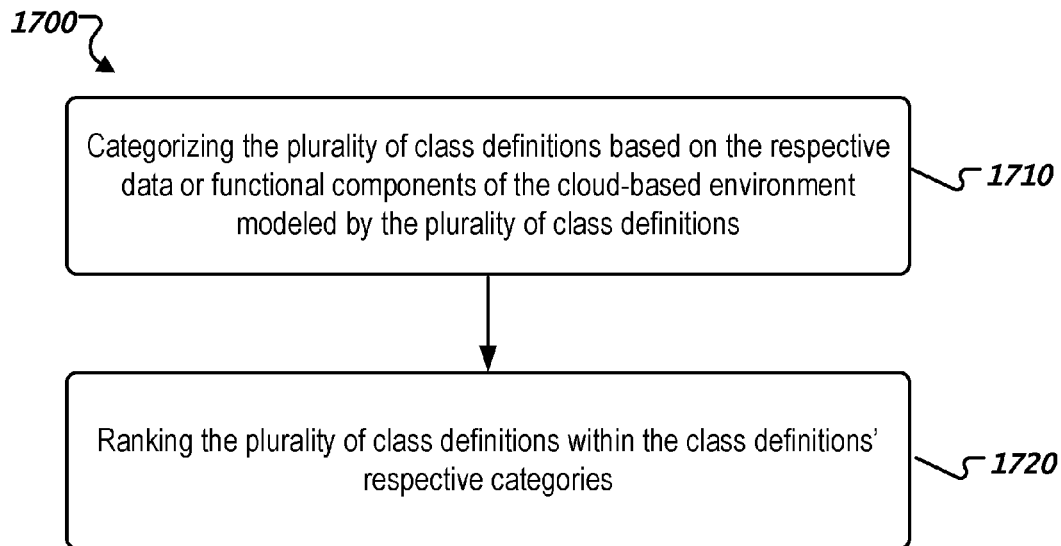 1700
Categorizing the plurality of class definitions based on the respective
data or functional components of the cloud-based environment
modeled by the plurality of class definitions
1710
Ranking the plurality of class definitions within the class definitions'
respective categories
1720